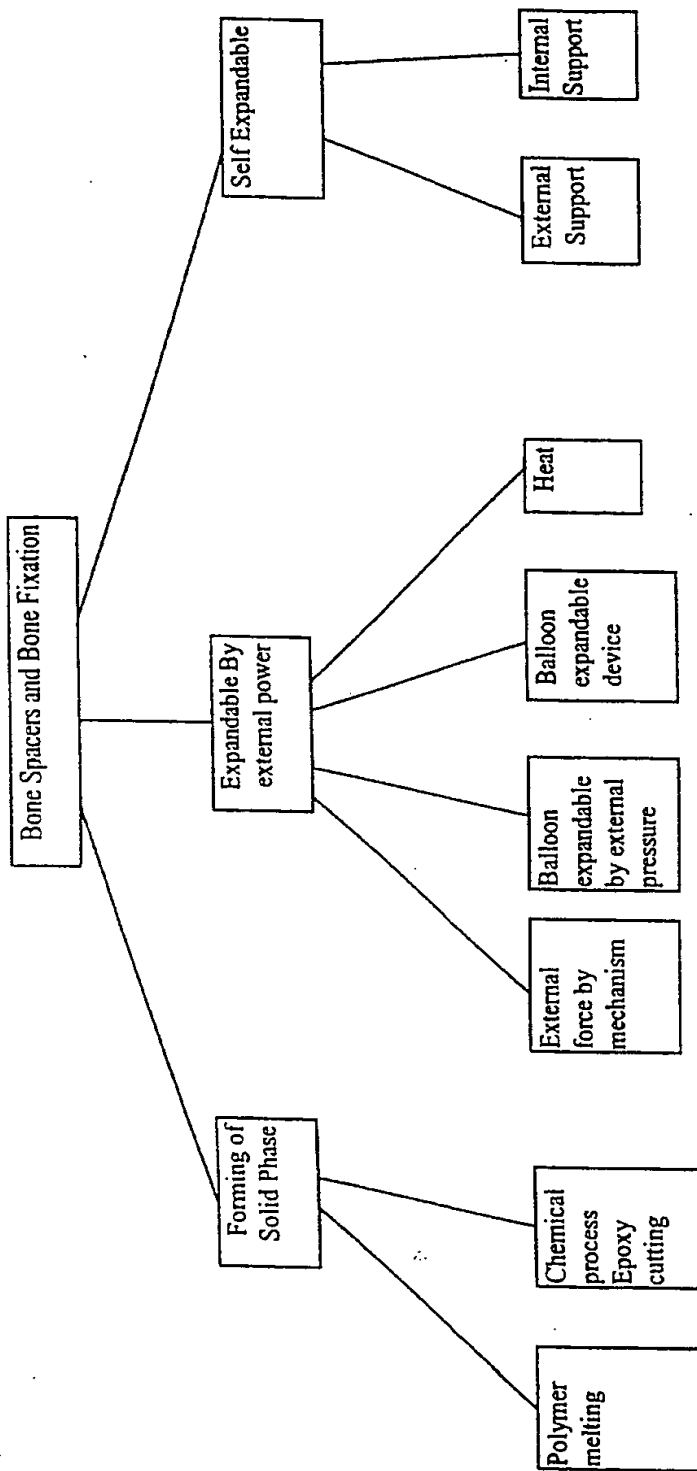 Bone Spacers and Bone Fixation
Forming of
Solid Phase
Expandable By
external power
Self Expandable
Polymer
melting
Chemical
process
Epoxy
cutting
External
force by
mechanism
Balloon
expandable
by external
pressure
Balloon
expandable
device
Heat
External
Support
Internal
Support